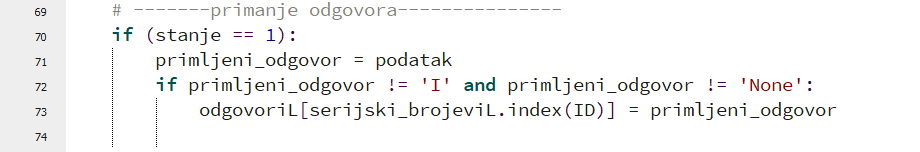 69 # -------primanje odgovora---------------
70 if (stanje == 1):
71 primljeni_odgovor = podatak
72 if primljeni_odgovor != 'I' and primljeni_odgovor != 'None':
73 odgovoriL[serijski_brojeviL.index(ID)] = primljeni_odgovor
74